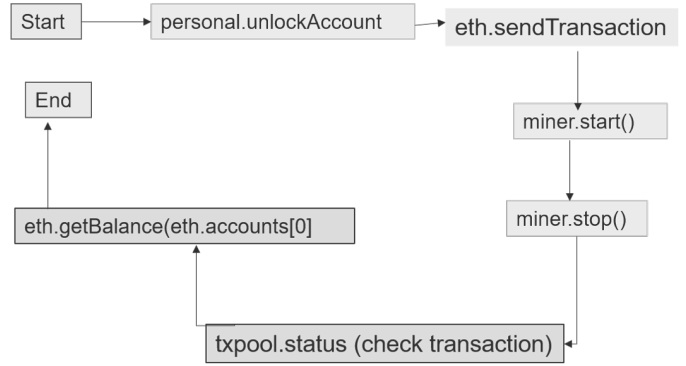 Start
personal.unlockAccount
eth.sendTransaction
miner.start()
miner.stop()
txpool.status (check transaction)
eth.getBalance(eth.accounts[0]
End